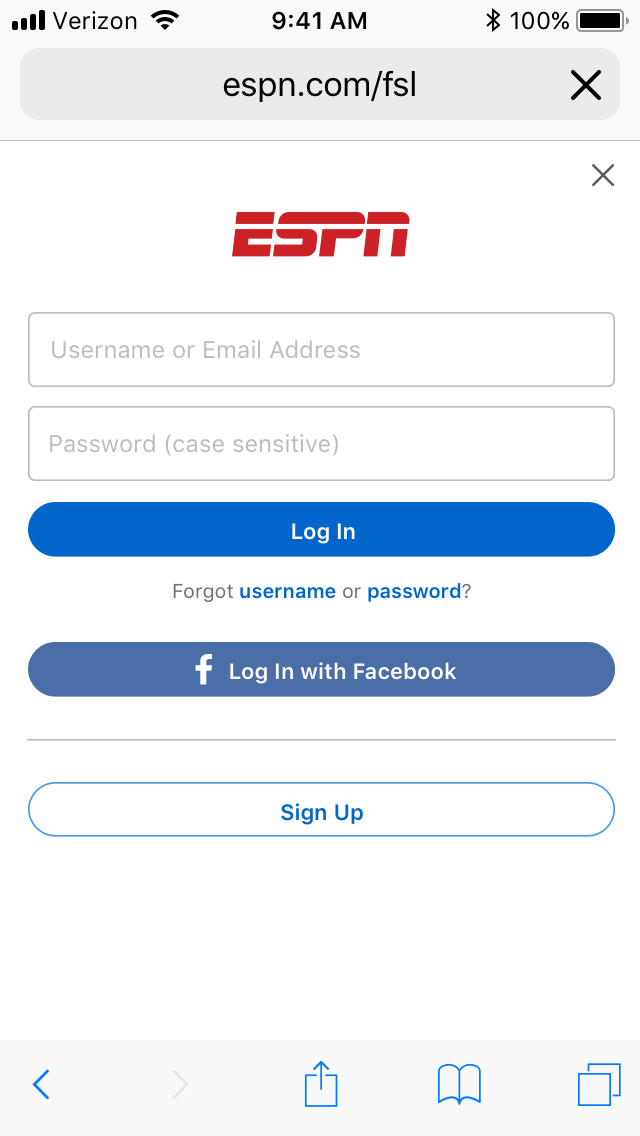 Verizon 9:41 AM 100%
espn.com/fsl
ESPN
Username or Email Address
Password (case sensitive)
Log In
Forgot username or password?
f Log In with Facebook
Sign Up